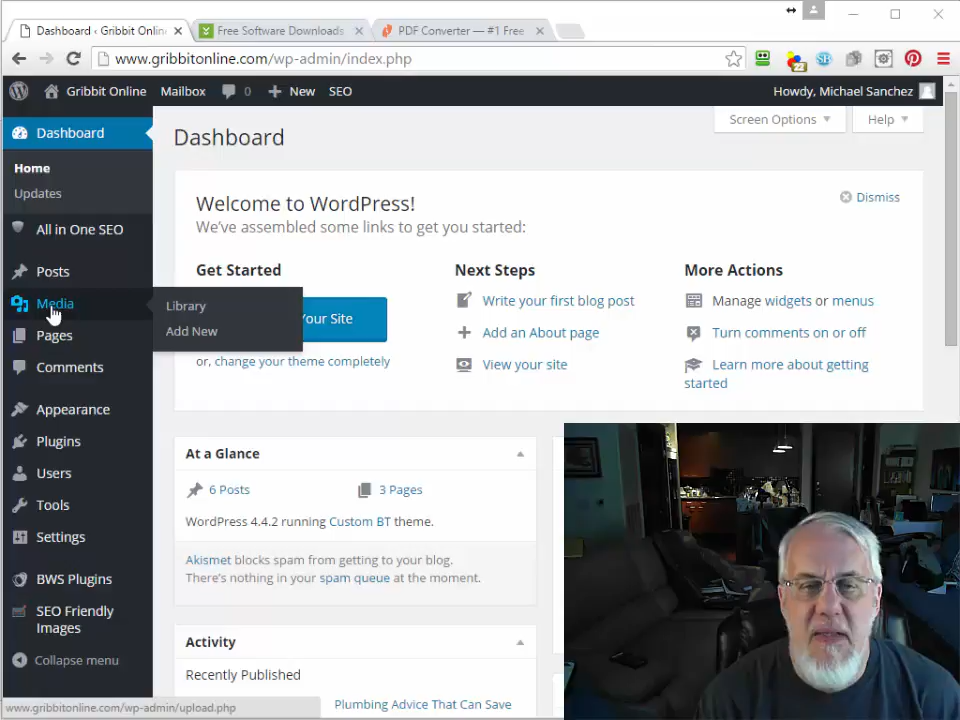 Dashboard ‹ Gribbit Onlin
Free Software Downloads
PDF Converter — #1 Free
www.gribbitonline.com/wp-admin/index.php
Gribbit Online
Mailbox
0
New
SEO
Howdy, Michael Sanchez
Dashboard
Home
Updates
All in One SEO
Posts
Media
Library
Add New
Pages
Comments
Appearance
Plugins
Users
Tools
Settings
BWS Plugins
SEO Friendly
Images
Collapse menu
Dashboard
Screen Options
Help
Welcome to WordPress!
Dismiss
We've assembled some links to get you started:
Get Started
Your Site
or, change your theme completely
Next Steps
Write your first blog post
Add an About page
View your site
More Actions
Manage widgets or menus
Turn comments on or off
Learn more about getting
started
At a Glance
6 Posts
3 Pages
WordPress 4.4.2 running Custom BT theme.
Akismet blocks spam from getting to your blog.
There's nothing in your spam queue at the moment.
Activity
Recently Published
Plumbing Advice That Can Save
www.gribbitonline.com/wp-admin/upload.php